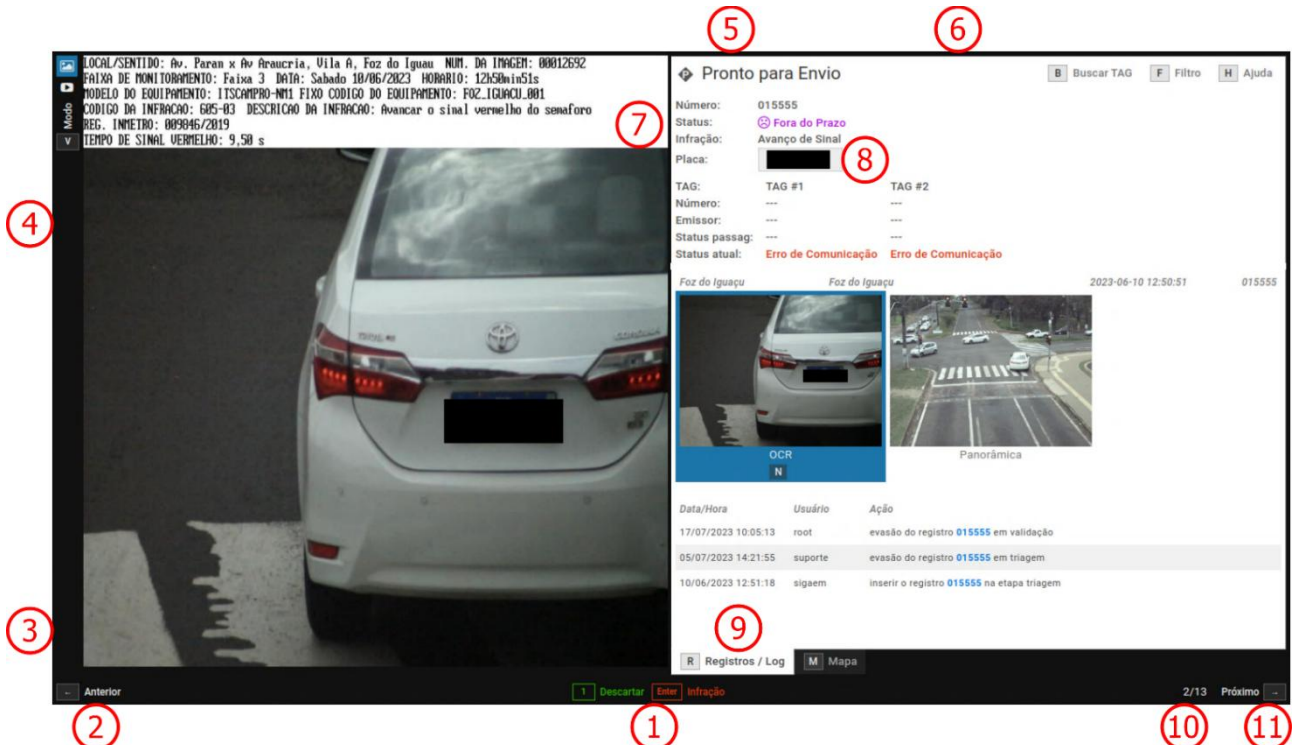 5
6
LOCAL/SENTIDO: Av. Paran x Av Araucria, Vila A, Foz do Iguau NUM. DA IMAGEM: 00012692
FAIXA DE MONITORAMENTO: Faixa 3 DATA: Sabado 10/06/2023 HORARIO: 12h50min51s
MODELO DO EQUIPAMENTO: ITSCAMPRO-NM1 FIXO CODIGO DO EQUIPAMENTO: FOZ_IGUACU_001
CODIGO DA INFRACAO: 605-03 DESCRICAO DA INFRACAO: Avancar o sinal vermelho do semaforo
REG. INMETRO: 009846/2019
TEMPO DE SINAL VERMELHO: 9,50 s
Modo
V
7
4
3
Pronto para Envio
B Buscar TAG F Filtro H Ajuda
Número: 015555
Status: Fora do Prazo
Infração: Avanço de Sinal
Placa:
8
TAG: TAG #1 TAG #2
Número: --- ---
Emissor: --- ---
Status passag: --- ---
Status atual: Erro de Comunicação Erro de Comunicação
Foz do Iguaçu Foz do Iguaçu 2023-06-10 12:50:51 015555
OCR Panorâmica
N
Data/Hora Usuário Ação
17/07/2023 10:05:13 root evasão do registro 015555 em validação
05/07/2023 14:21:55 suporte evasão do registro 015555 em triagem
10/06/2023 12:51:18 sigaem inserir o registro 015555 na etapa triagem
9
R Registros / Log M Mapa
← Anterior 1 Descartar Enter Infração 2/13 Próximo →
2 1 10 11